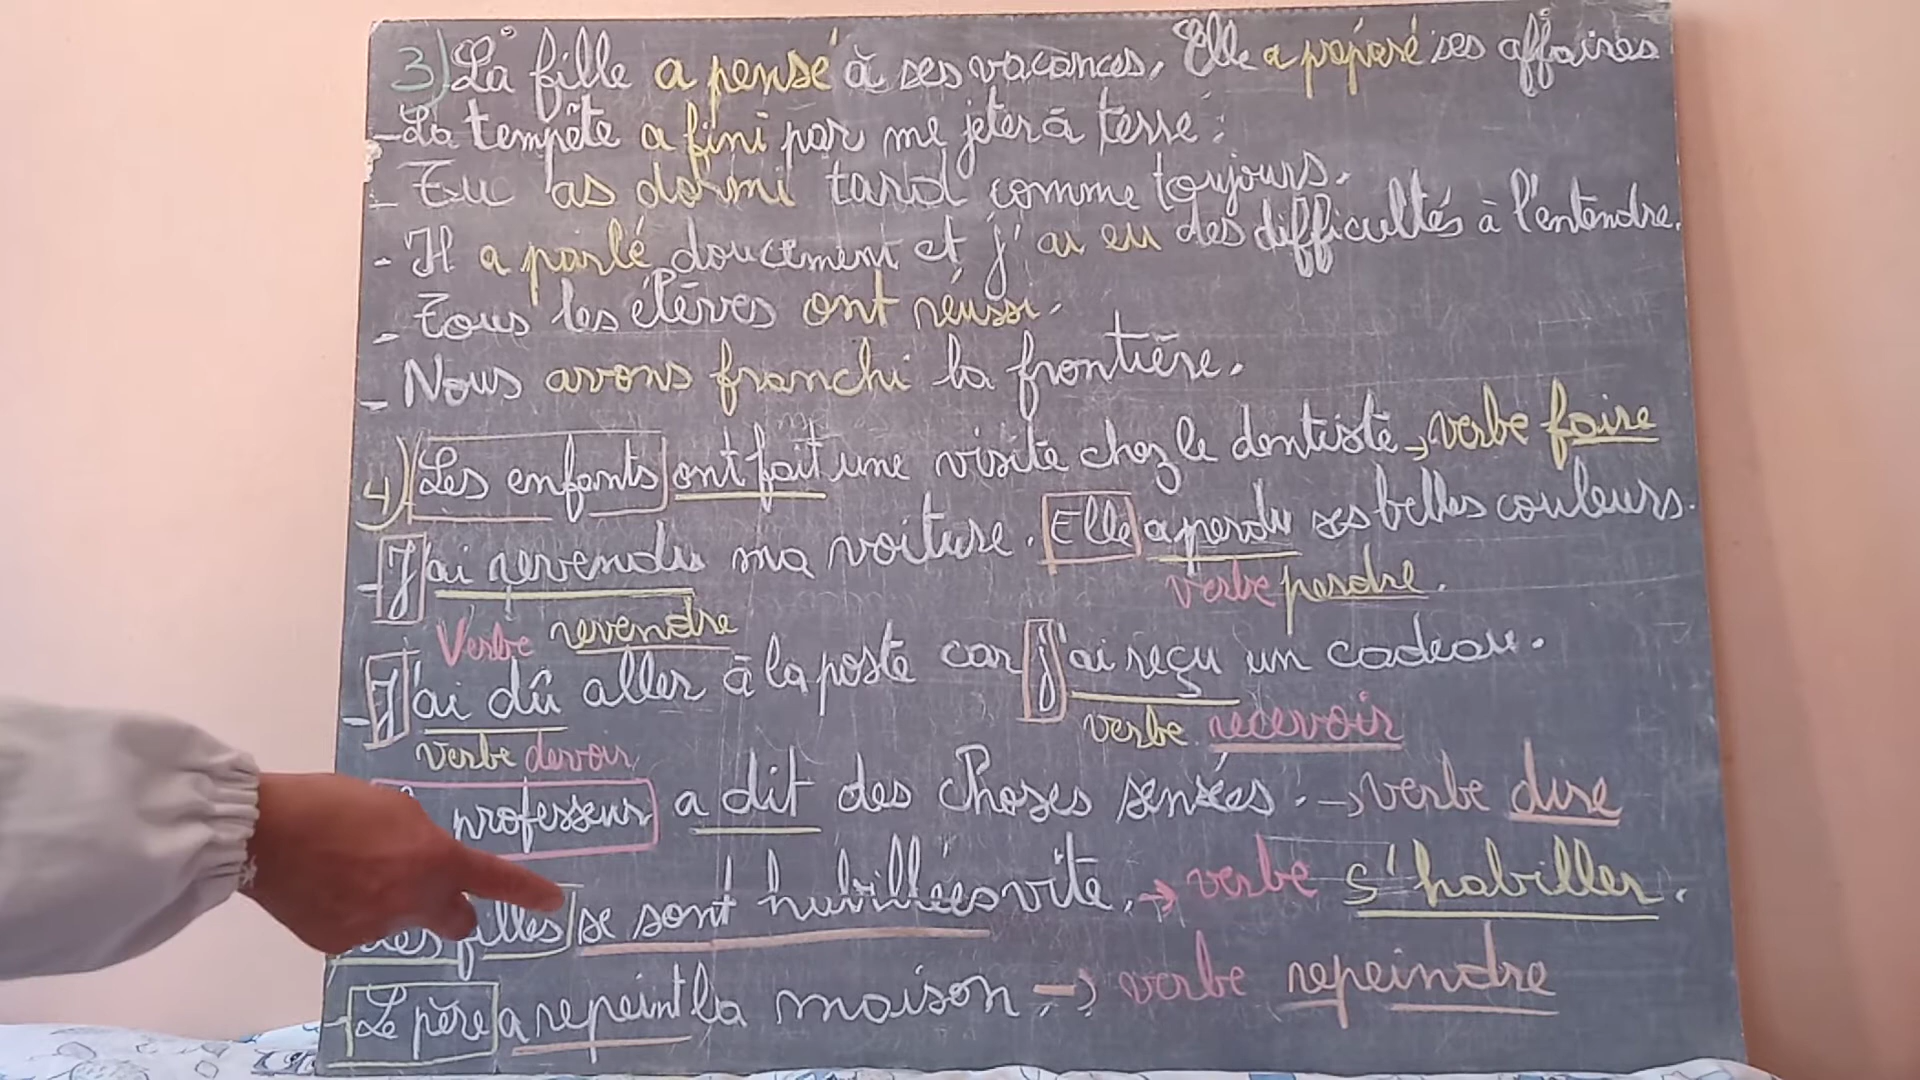 3) La fille a pensé à ses vacances. Elle a préparé ses affaires
- La tempête a fini par me jeter à terre.
- Tu as dormi tard comme toujours.
- Il a parlé doucement et j'ai eu des difficultés à l'entendre.
- Tous les élèves ont réussi.
- Nous avons franchi la frontière.
4) Les enfants ont fait une visite chez le dentiste → verbe faire
- J'ai revendu ma voiture. Elle a perdu ses belles couleurs.
Verbe revendre verbe perdre.
- J'ai dû aller à la poste car j'ai reçu un cadeau.
verbe devoir verbe recevoir
professeur a dit des choses sensées. → verbe dire
Les filles se sont habillées vite. → verbe s'habiller.
- Le père a repeint la maison → verbe repeindre